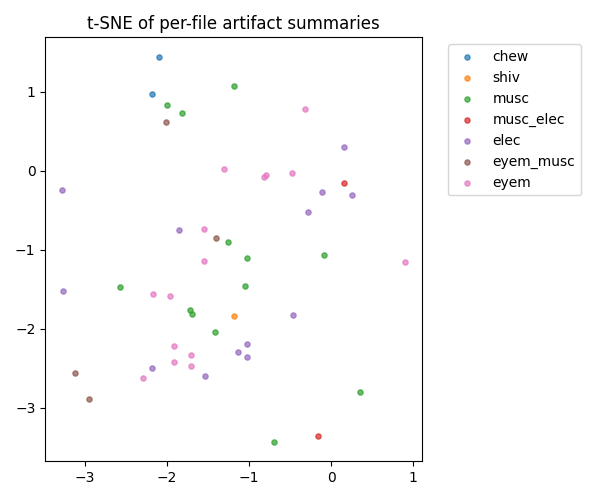 t-SNE of per-file artifact summaries
chew
shiv
musc
musc_elec
elec
eyem_musc
eyem
1
0
−1
−2
−3
−3
−2
−1
0
1